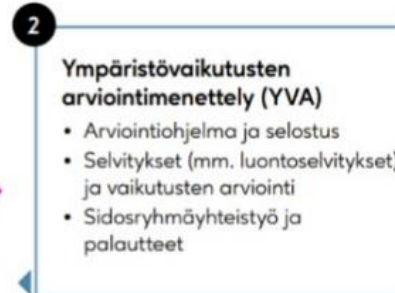 2
Ympäristövaikutusten
arviointimenettely (YVA)
• Arviointiohjelma ja selostus
• Selvitykset (mm. luontoselvitykset)
ja vaikutusten arviointi
• Sidosryhmäyhteistyö ja
palautteet